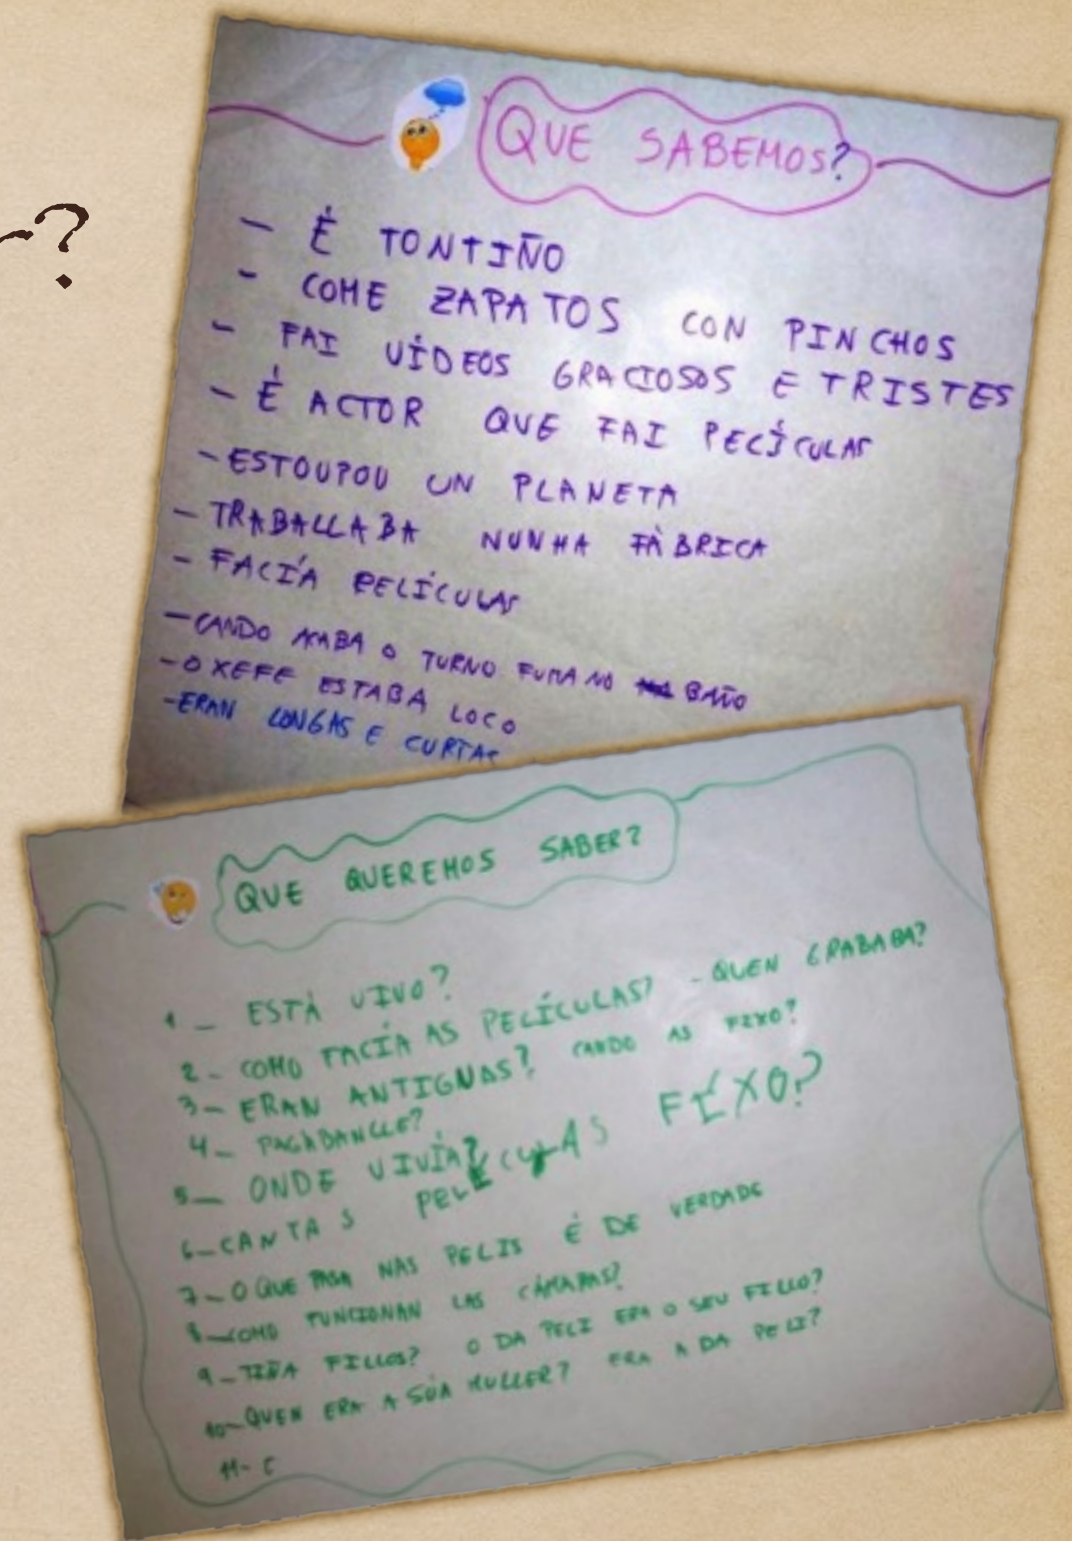 ?
QUE SABEMOS?
- É TONTIÑO
- COME ZAPATOS CON PINCHOS
- FAI VÍDEOS GRACIOSOS E TRISTES
- É ACTOR QUE FAI PELÍCULAS
- ESTOUPOU UN PLANETA
- TRABALLABA NUNHA FÁBRICA
- FACÍA PELÍCULAS
- CANDO ACABA O TURNO FUMA NO BAÑO
- O XEFE ESTABA LOCO
- ERAN LONGAS E CURTAS
QUE QUEREMOS SABER?
1 - ESTÁ VIVO?
2 - COMO FACÍA AS PELÍCULAS? - QUEN GRABABA?
3 - ERAN ANTIGUAS? CANDO AS FIXO?
4 - PAGÁBANLLE?
5 - ONDE VIVÍA?
6 - CANTAS PELÍCULAS FÍXO?
7 - O QUE PASA NAS PELIS É DE VERDADE
8 - COMO FUNCIONAN LAS CÁMARAS?
9 - TIÑA FILLOS? O DA PELI ERA O SEU FILLO?
10 - QUEN ERA A SÚA MULLER? ERA A DA PELI?
11 - C